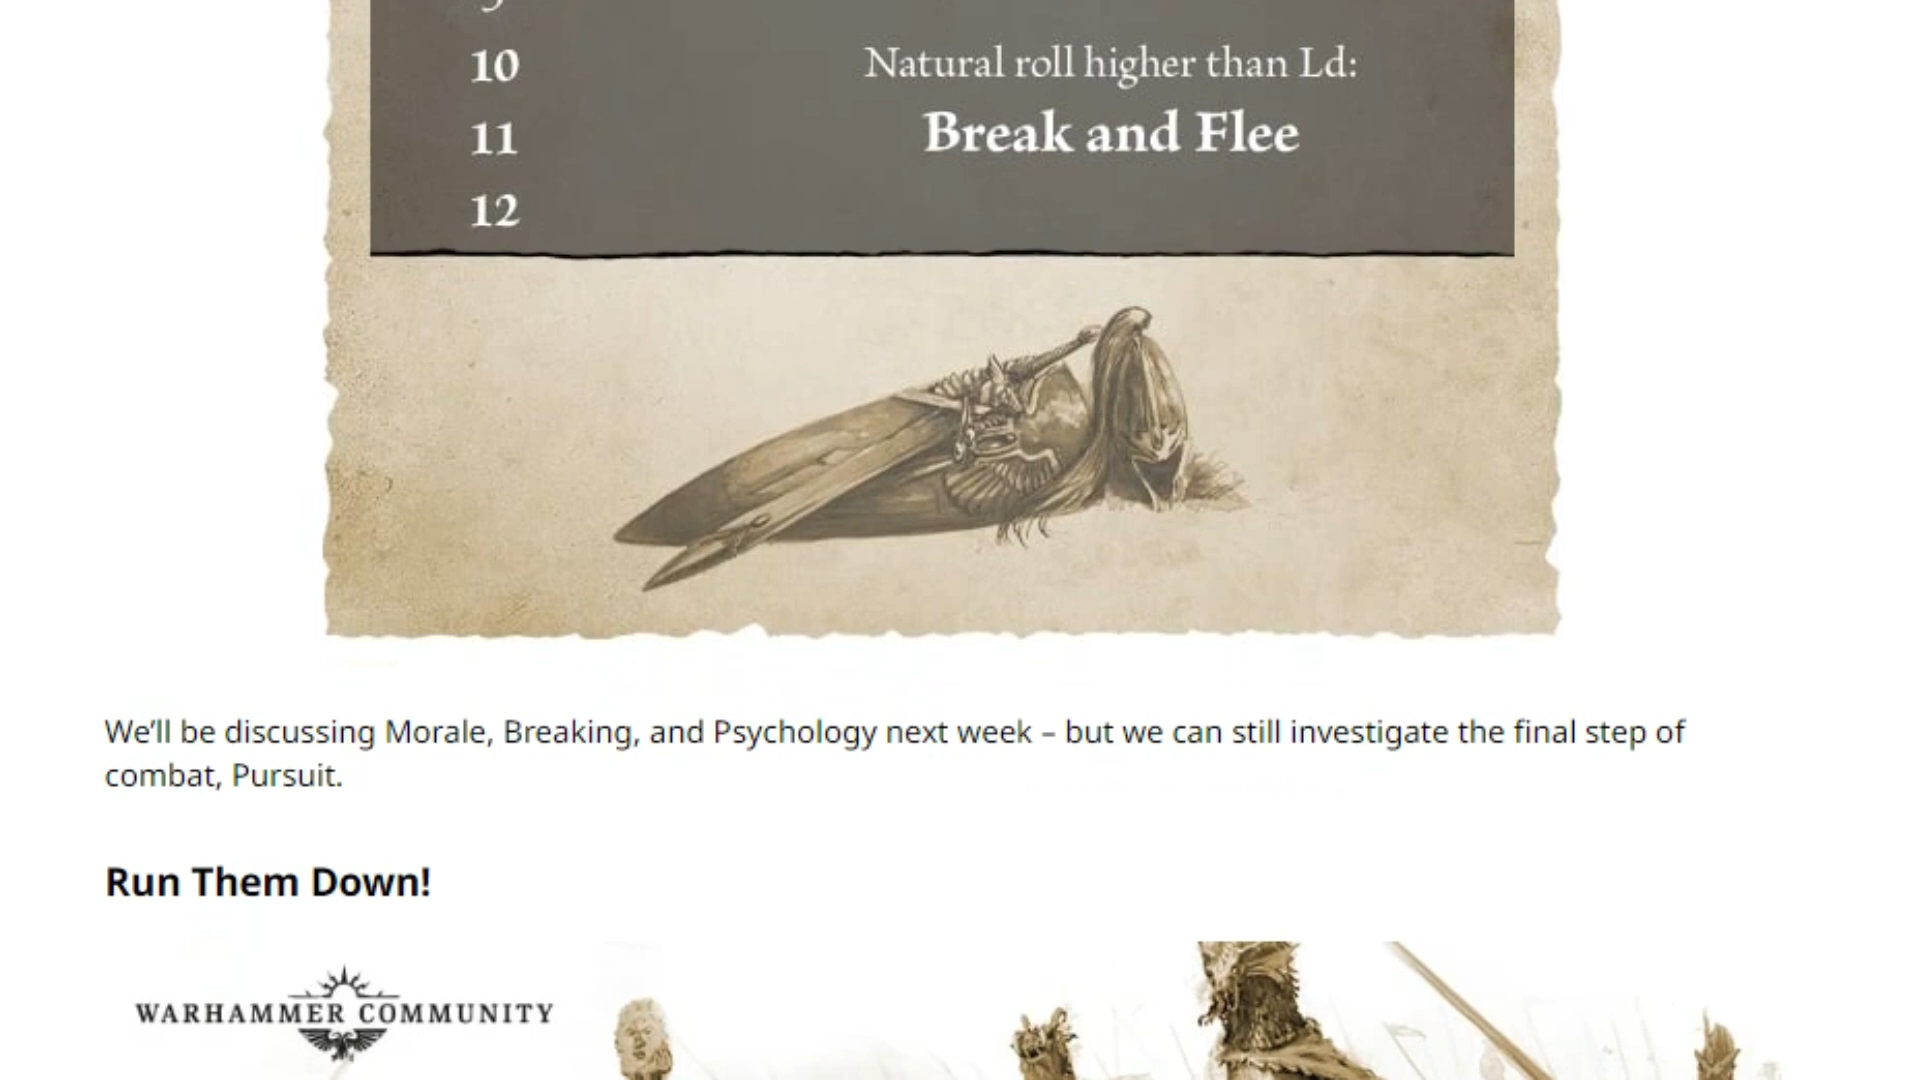 10
Natural roll higher than Ld:
11
Break and Flee
12
We'll be discussing Morale, Breaking, and Psychology next week – but we can still investigate the final step of
combat, Pursuit.
Run Them Down!
WARHAMMER COMMUNITY